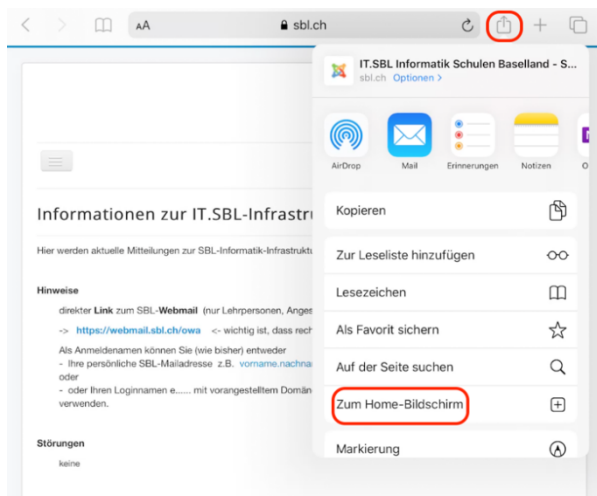 AA
sbl.ch
IT.SBL Informatik Schulen Baselland - S...
sbl.ch Optionen >
AirDrop
Mail
Erinnerungen
Notizen
Kopieren
Zur Leseliste hinzufügen
Lesezeichen
Als Favorit sichern
Auf der Seite suchen
Zum Home-Bildschirm
Markierung
Informationen zur IT.SBL-Infrastr
Hier werden aktuelle Mitteilungen zur SBL-Informatik-Infrastrukt
Hinweise
direkter Link zum SBL-Webmail (nur Lehrpersonen, Anges
-> https://webmail.sbl.ch/owa <- wichtig ist, dass rech
Als Anmeldenamen können Sie (wie bisher) entweder
- Ihre persönliche SBL-Mailadresse z.B. vorname.nachna
oder
- oder Ihren Loginnamen e...... mit vorangestelltem Domän
verwenden.
Störungen
keine